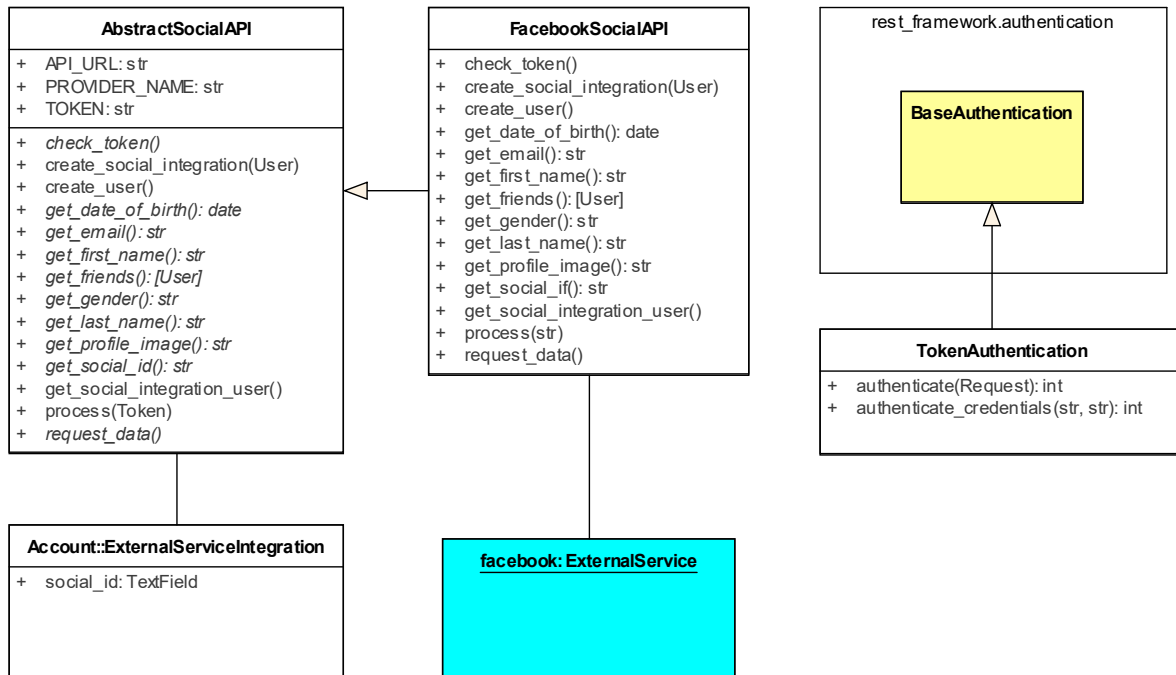 AbstractSocialAPI
+ API_URL: str
+ PROVIDER_NAME: str
+ TOKEN: str
+ check_token()
+ create_social_integration(User)
+ create_user()
+ get_date_of_birth(): date
+ get_email(): str
+ get_first_name(): str
+ get_friends(): [User]
+ get_gender(): str
+ get_last_name(): str
+ get_profile_image(): str
+ get_social_id(): str
+ get_social_integration_user()
+ process(Token)
+ request_data()
FacebookSocialAPI
+ check_token()
+ create_social_integration(User)
+ create_user()
+ get_date_of_birth(): date
+ get_email(): str
+ get_first_name(): str
+ get_friends(): [User]
+ get_gender(): str
+ get_last_name(): str
+ get_profile_image(): str
+ get_social_if(): str
+ get_social_integration_user()
+ process(str)
+ request_data()
rest_framework.authentication
BaseAuthentication
TokenAuthentication
+ authenticate(Request): int
+ authenticate_credentials(str, str): int
Account::ExternalServiceIntegration
+ social_id: TextField
facebook: ExternalService